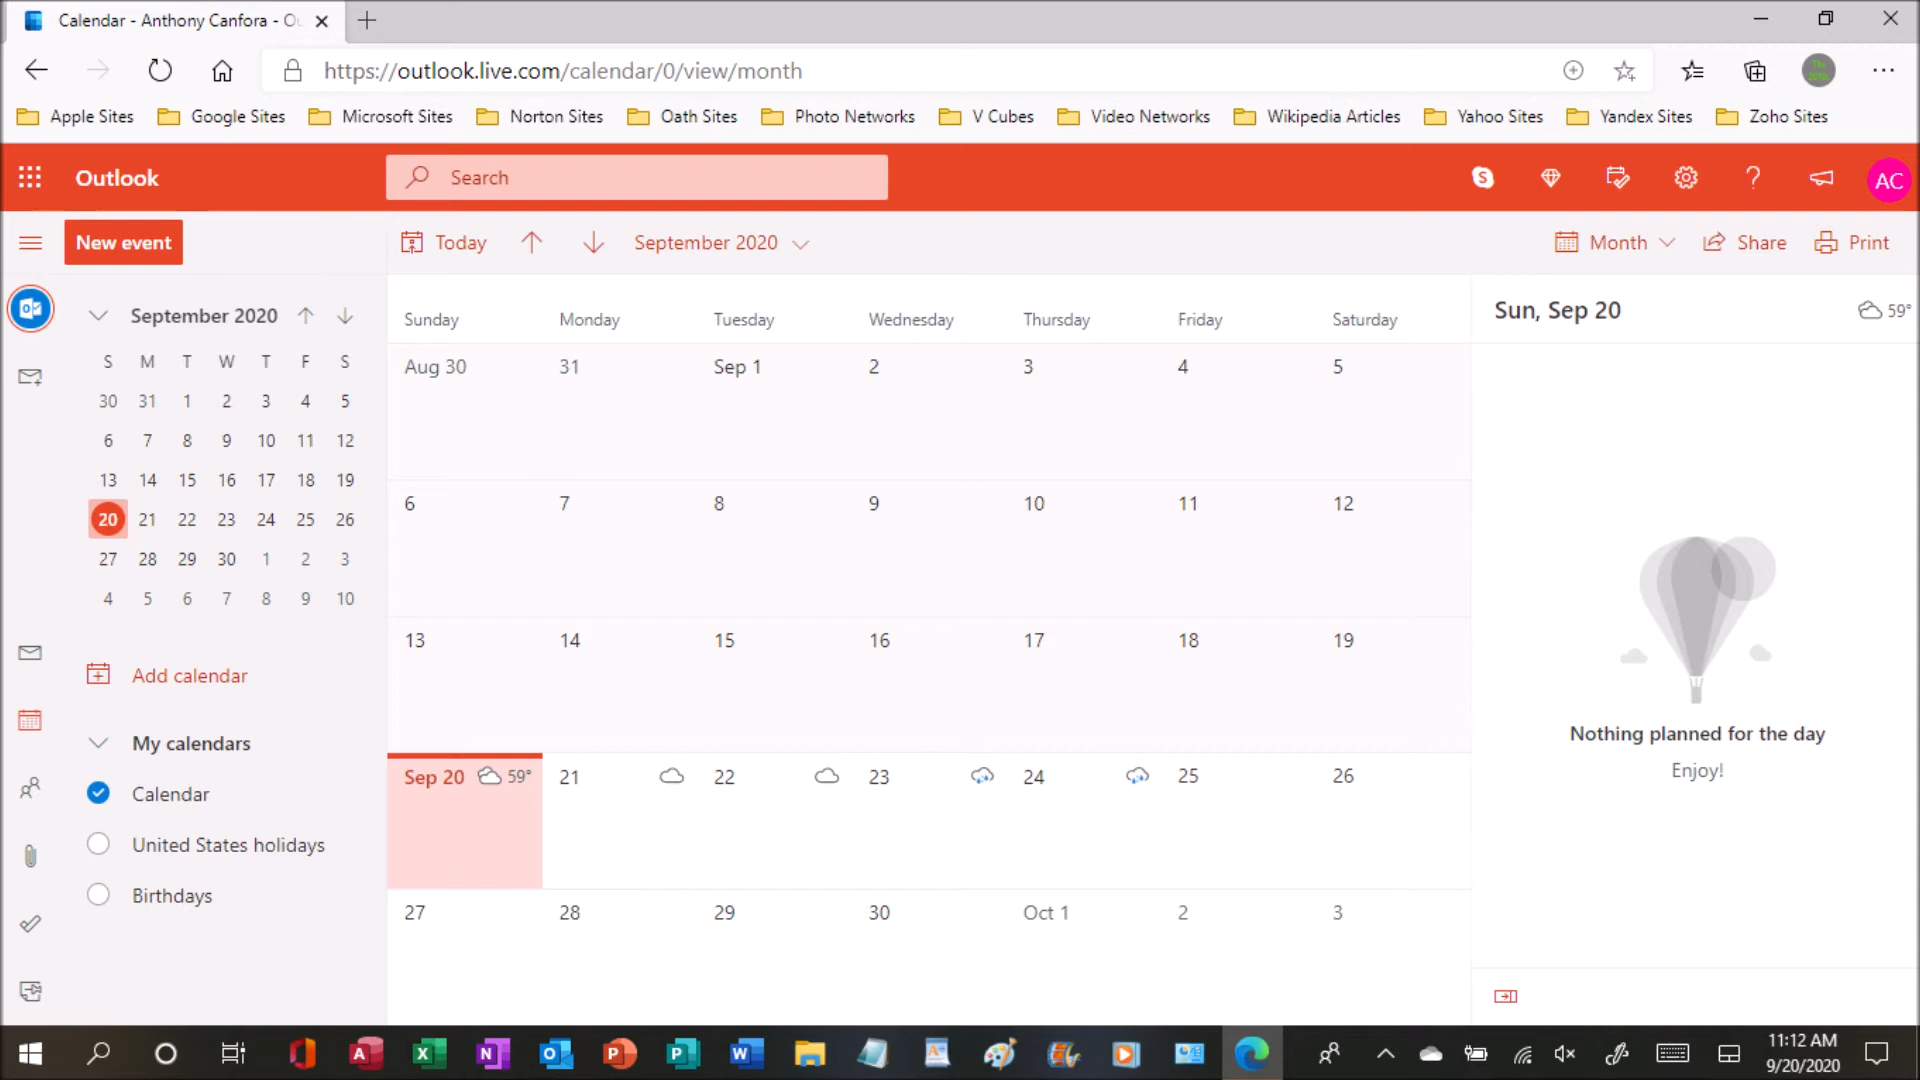 Calendar - Anthony Canfora - Ou
https://outlook.live.com/calendar/0/view/month
Apple Sites Google Sites Microsoft Sites Norton Sites Oath Sites Photo Networks V Cubes Video Networks Wikipedia Articles Yahoo Sites Yandex Sites Zoho Sites
Outlook Search AC
New event Today September 2020 Month Share Print
September 2020
S M T W T F S
30 31 1 2 3 4 5
6 7 8 9 10 11 12
13 14 15 16 17 18 19
20 21 22 23 24 25 26
27 28 29 30 1 2 3
4 5 6 7 8 9 10
Add calendar
My calendars
Calendar
United States holidays
Birthdays
Sunday Monday Tuesday Wednesday Thursday Friday Saturday
Aug 30 31 Sep 1 2 3 4 5
6 7 8 9 10 11 12
13 14 15 16 17 18 19
Sep 20 59° 21 22 23 24 25 26
27 28 29 30 Oct 1 2 3
Sun, Sep 20 59°
Nothing planned for the day
Enjoy!
11:12 AM
9/20/2020